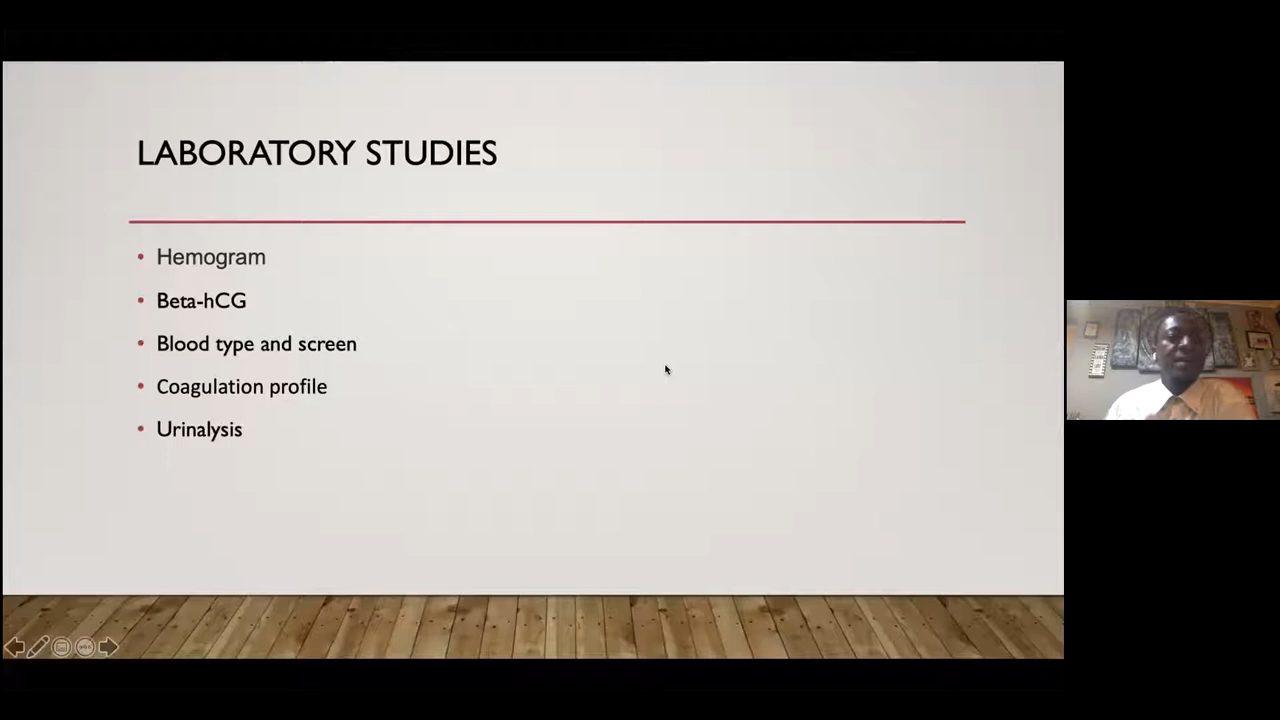 LABORATORY STUDIES
• Hemogram
• Beta-hCG
• Blood type and screen
• Coagulation profile
• Urinalysis